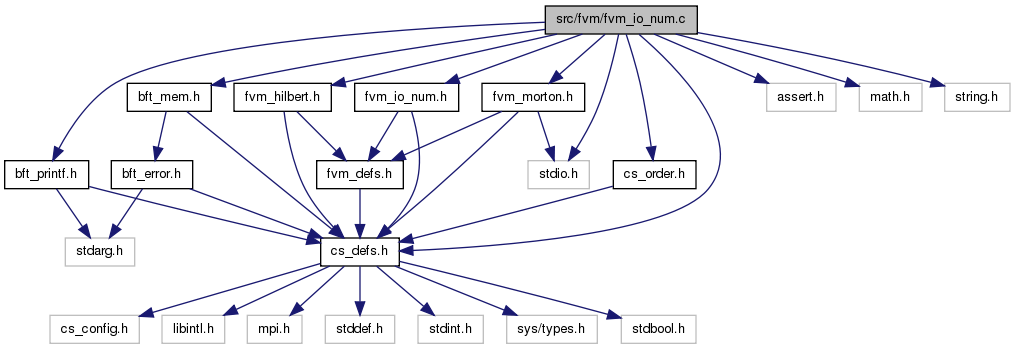 src/fvm/fvm_io_num.c
bft_mem.h
fvm_hilbert.h
fvm_io_num.h
fvm_morton.h
assert.h
math.h
string.h
bft_printf.h
bft_error.h
fvm_defs.h
stdio.h
cs_order.h
stdarg.h
cs_defs.h
cs_config.h
libintl.h
mpi.h
stddef.h
stdint.h
sys/types.h
stdbool.h